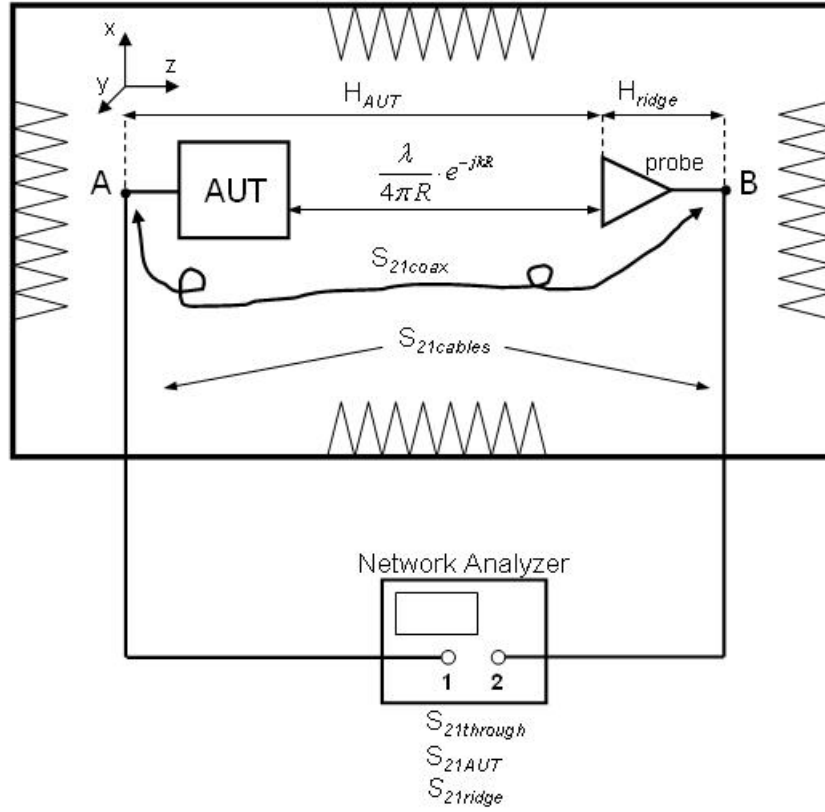 x
z
y
H_AUT
H_ridge
λ/4πR · e^{-jkR}
probe
A
AUT
B
S_21coax
S_21cables
Network Analyzer
1 2
S_21through
S_21AUT
S_21ridge